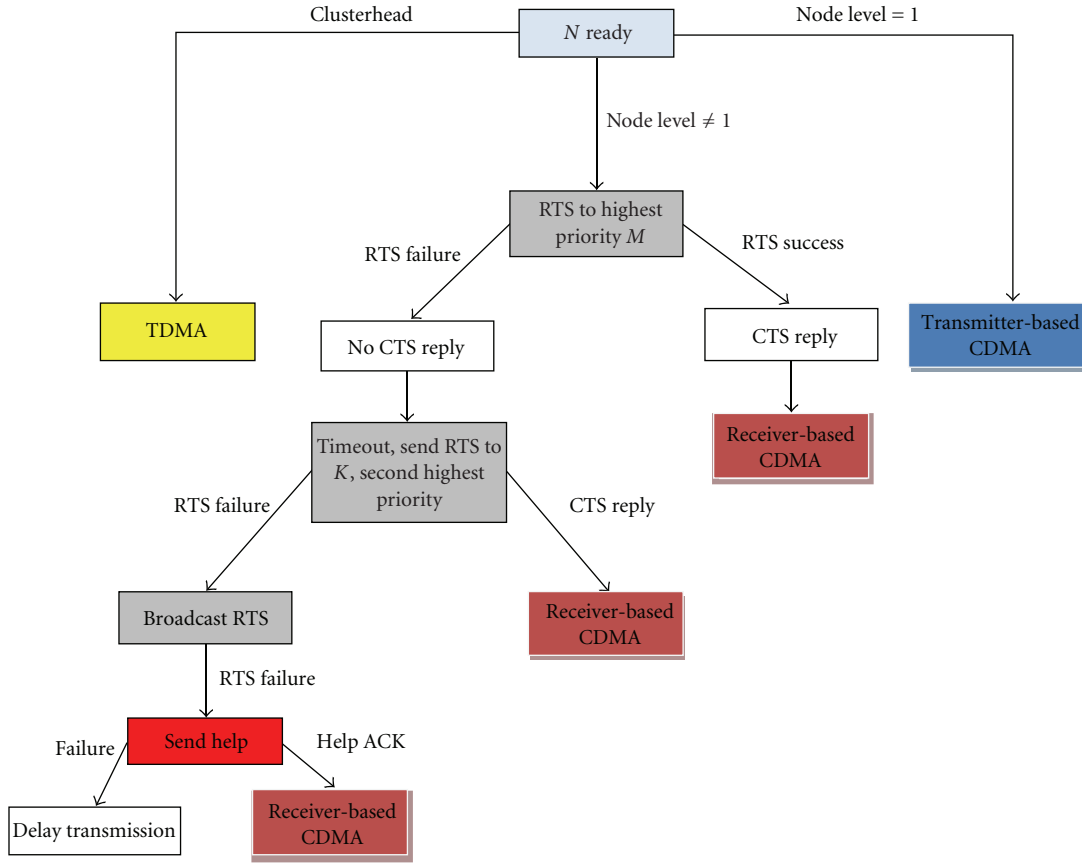 Clusterhead
N ready
Node level = 1
Node level ≠ 1
RTS to highest
priority M
RTS failure
RTS success
TDMA
No CTS reply
CTS reply
Transmitter-based
CDMA
Receiver-based
CDMA
Timeout, send RTS to
K, second highest
priority
RTS failure
CTS reply
Broadcast RTS
Receiver-based
CDMA
RTS failure
Send help
Failure
Help ACK
Delay transmission
Receiver-based
CDMA